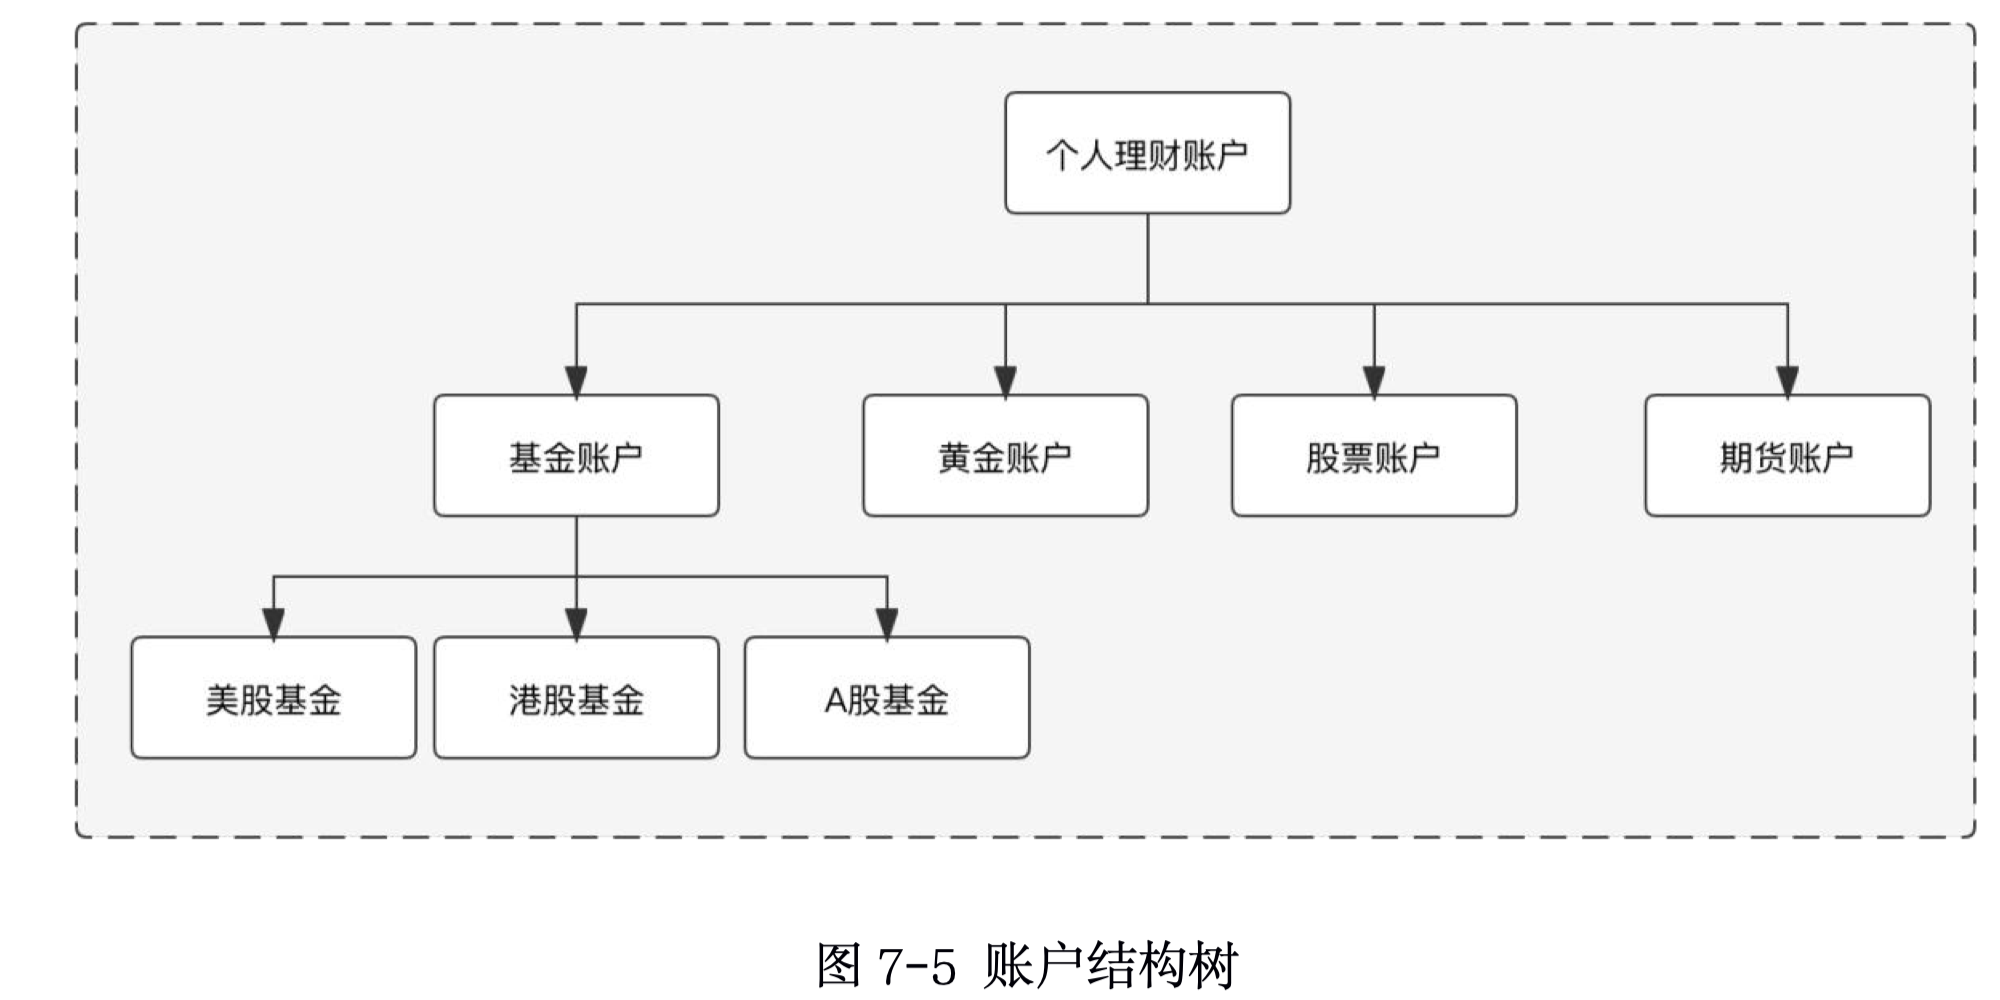 个人理财账户
基金账户
黄金账户
股票账户
期货账户
美股基金
港股基金
A股基金
图 7-5 账户结构树